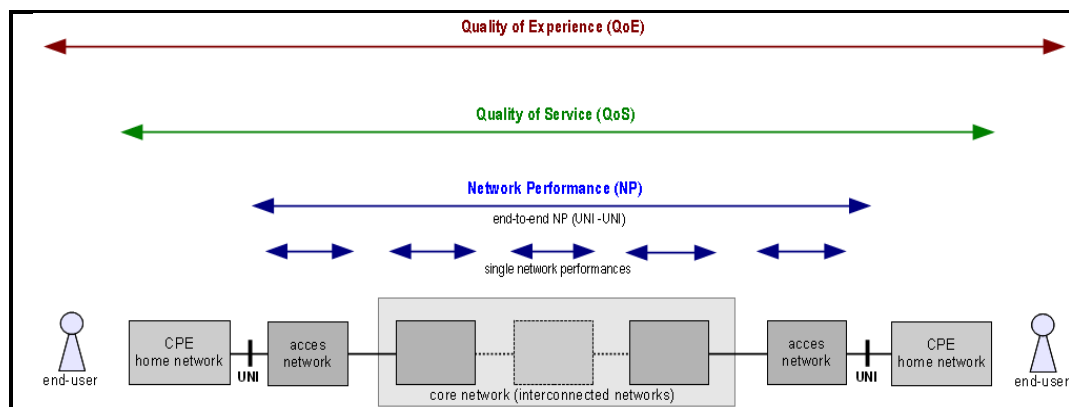 Quality of Experience (QoE)
Quality of Service (QoS)
Network Performance (NP)
end-to-end NP (UNI -UNI)
single network performances
CPE
home network
acces
network
acces
network
CPE
home network
end-user
UNI
core network (interconnected networks)
UNI
end-user